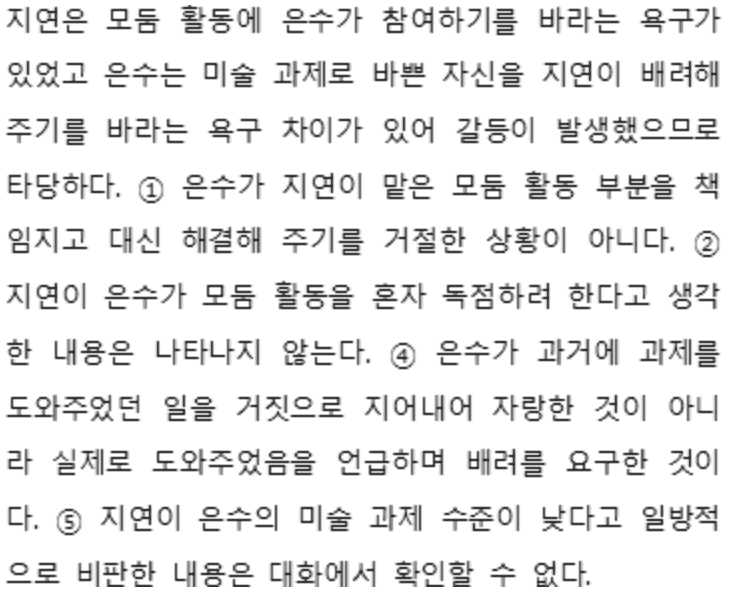 지연은 모둠 활동에 은수가 참여하기를 바라는 욕구가
있었고 은수는 미술 과제로 바쁜 자신을 지연이 배려해
주기를 바라는 욕구 차이가 있어 갈등이 발생했으므로
타당하다. ① 은수가 지연이 맡은 모둠 활동 부분을 책
임지고 대신 해결해 주기를 거절한 상황이 아니다. ②
지연이 은수가 모둠 활동을 혼자 독점하려 한다고 생각
한 내용은 나타나지 않는다. ④ 은수가 과거에 과제를
도와주었던 일을 거짓으로 지어내어 자랑한 것이 아니
라 실제로 도와주었음을 언급하며 배려를 요구한 것이
다. ⑤ 지연이 은수의 미술 과제 수준이 낮다고 일방적
으로 비판한 내용은 대화에서 확인할 수 없다.